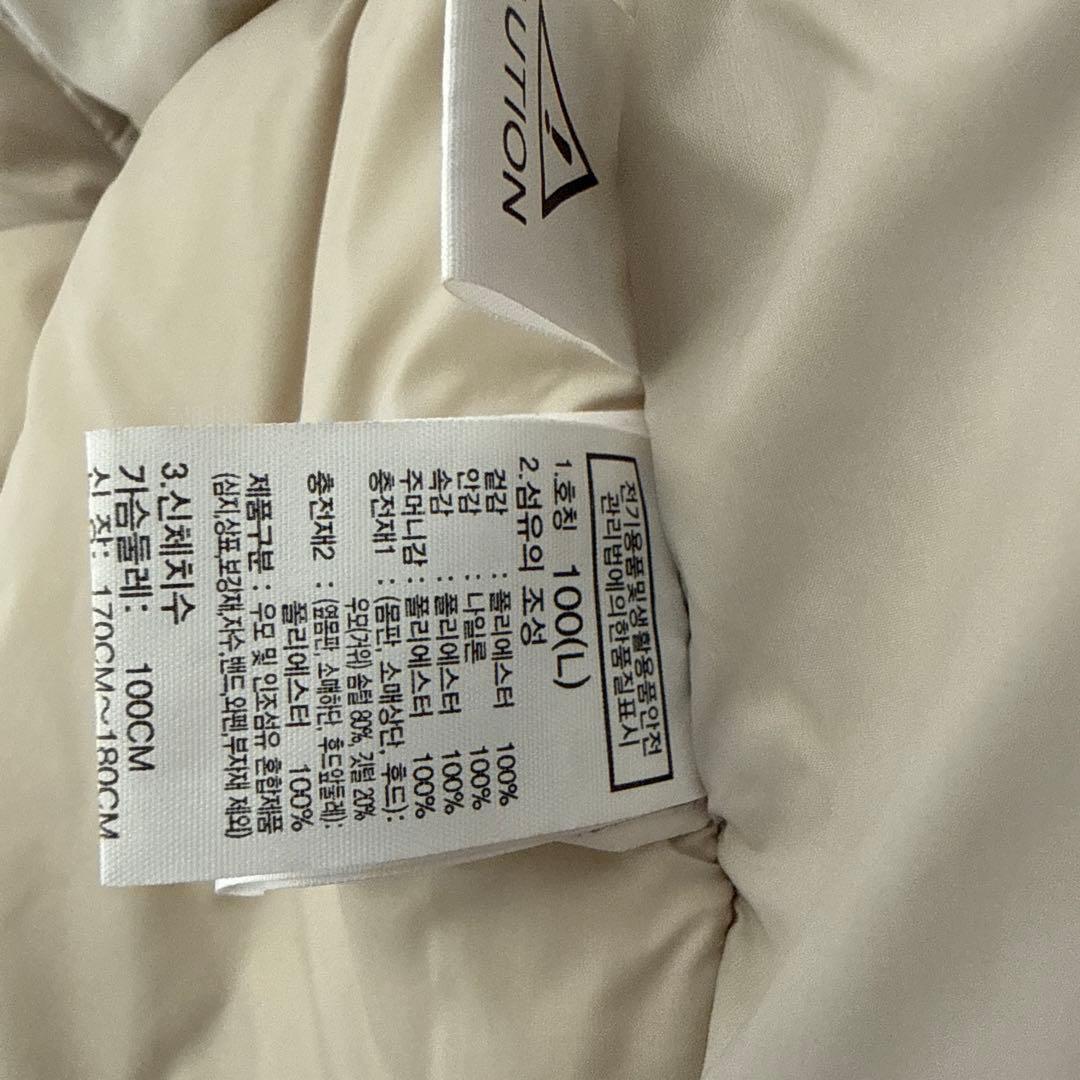 UTION
전기용품및생활용품안전
관리법에의한품질표시
1.호칭 100(L)
2.섬유의 조성
겉감 : 폴리에스터 100%
안감 : 나일론 100%
속감 : 폴리에스터 100%
주머니감 : 폴리에스터 100%
충전재1 : (몸판, 소매상단, 후드):
우모(거위) 솜털 80%, 깃털 20%
충전재2 : (옆몸판, 소매하단, 후드앞둘레):
폴리에스터 100%
제품구분 : 우모 및 인조섬유 혼합제품
(심지,상표,보강재,자수,밴드,와펜,부자재 제외)
3.신체치수
가슴둘레: 100CM
신 장: 170CM~180CM